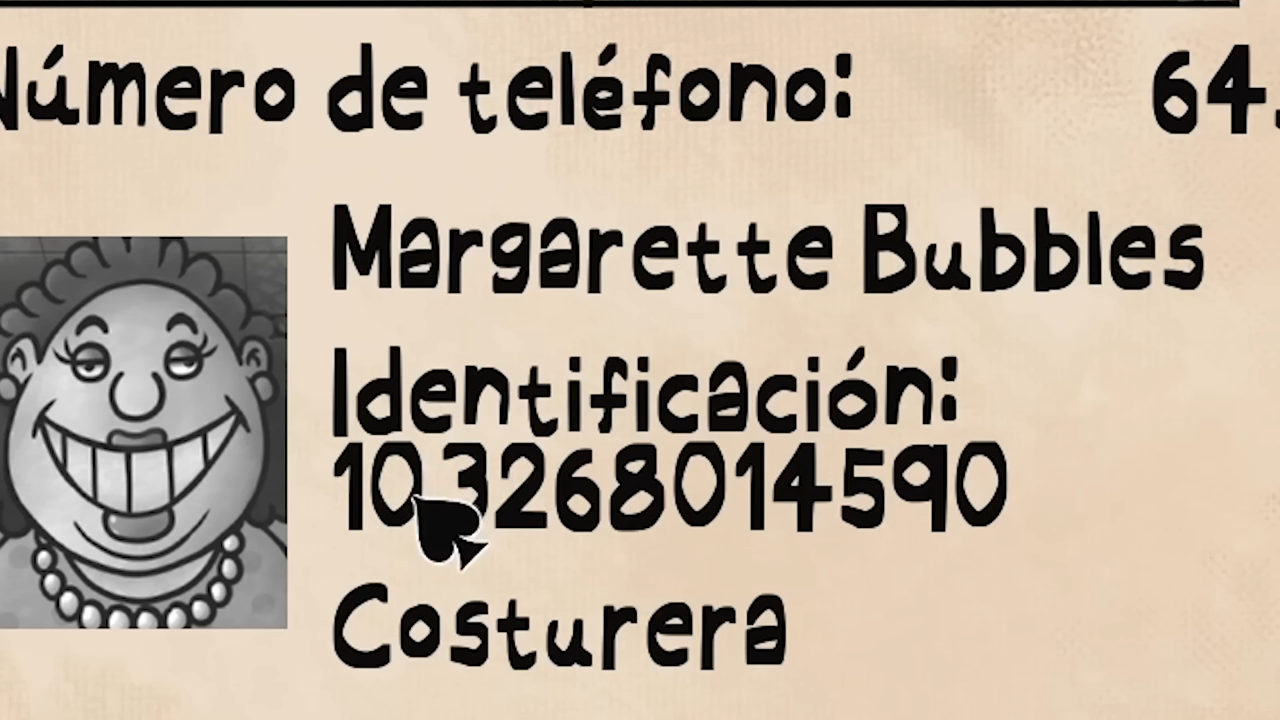 Número de teléfono: 64.
Margarette Bubbles
Identificación:
103268014590
Costurera